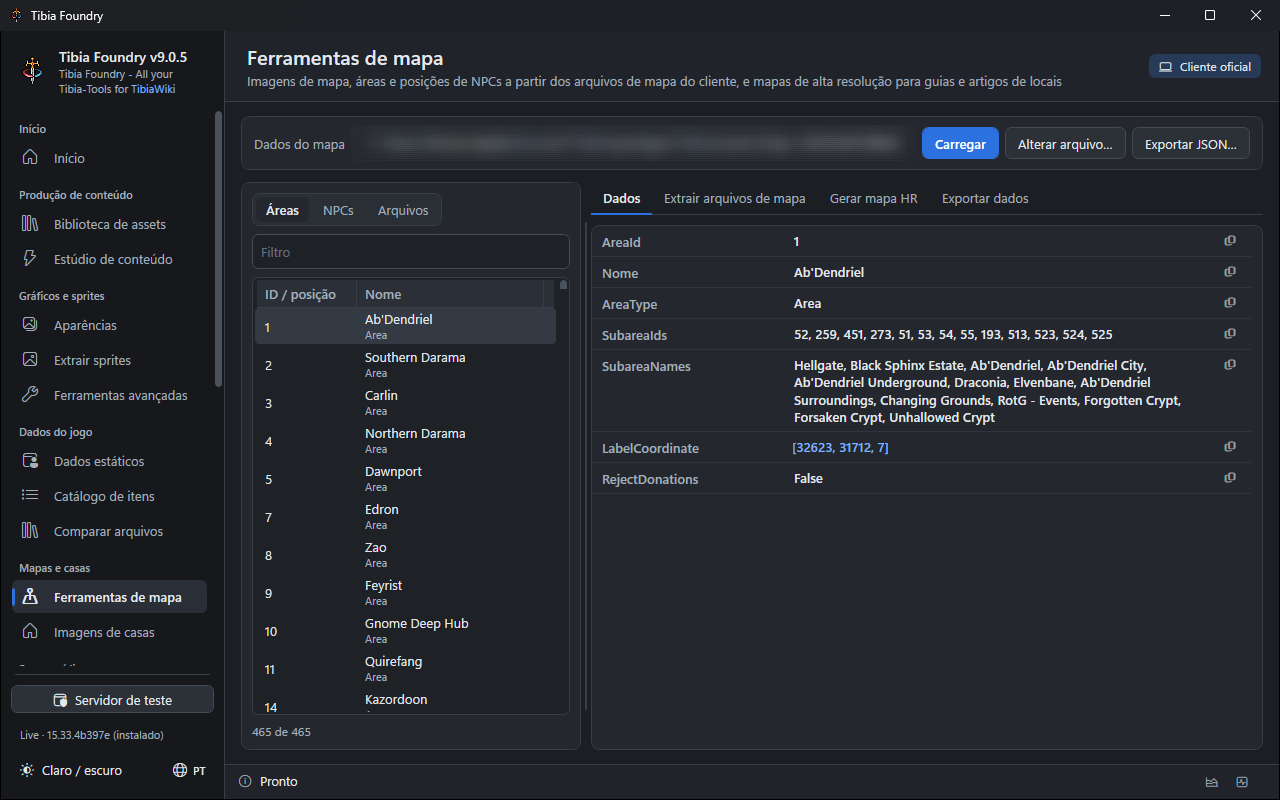 Tibia Foundry
Tibia Foundry v9.0.5
Tibia Foundry - All your
Tibia-Tools for TibiaWiki
Início
Início
Produção de conteúdo
Biblioteca de assets
Estúdio de conteúdo
Gráficos e sprites
Aparências
Extrair sprites
Ferramentas avançadas
Dados do jogo
Dados estáticos
Catálogo de itens
Comparar arquivos
Mapas e casas
Ferramentas de mapa
Imagens de casas
Servidor de teste
Live · 15.33.4b397e (instalado)
Claro / escuro
PT
Ferramentas de mapa
Imagens de mapa, áreas e posições de NPCs a partir dos arquivos de mapa do cliente, e mapas de alta resolução para guias e artigos de locais
Cliente oficial
Dados do mapa
Carregar
Alterar arquivo...
Exportar JSON...
Áreas
NPCs
Arquivos
Filtro
ID / posição
Nome
1
Ab'Dendriel
Area
2
Southern Darama
Area
3
Carlin
Area
4
Northern Darama
Area
5
Dawnport
Area
7
Edron
Area
8
Zao
Area
9
Feyrist
Area
10
Gnome Deep Hub
Area
11
Quirefang
Area
14
Kazordoon
465 de 465
Dados
Extrair arquivos de mapa
Gerar mapa HR
Exportar dados
AreaId
1
Nome
Ab'Dendriel
AreaType
Area
SubareaIds
52, 259, 451, 273, 51, 53, 54, 55, 193, 513, 523, 524, 525
SubareaNames
Hellgate, Black Sphinx Estate, Ab'Dendriel, Ab'Dendriel City,
Ab'Dendriel Underground, Draconia, Elvenbane, Ab'Dendriel
Surroundings, Changing Grounds, RotG - Events, Forgotten Crypt,
Forsaken Crypt, Unhallowed Crypt
LabelCoordinate
[32623, 31712, 7]
RejectDonations
False
Pronto